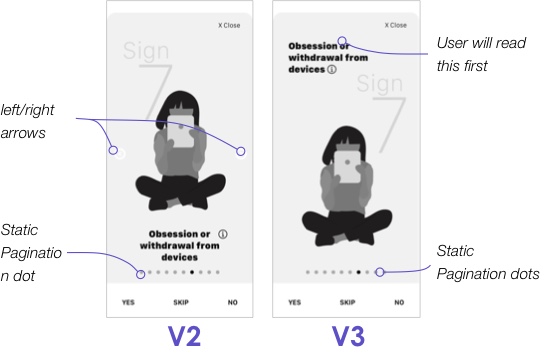 X Close
Sign
7
left/right
arrows
Obsession or
withdrawal from
devices
Static
Paginatio
n dot
YES SKIP NO
V2
X Close
Obsession or
withdrawal from
devices
Sign
7
User will read
this first
Static
Pagination dots
YES SKIP NO
V3